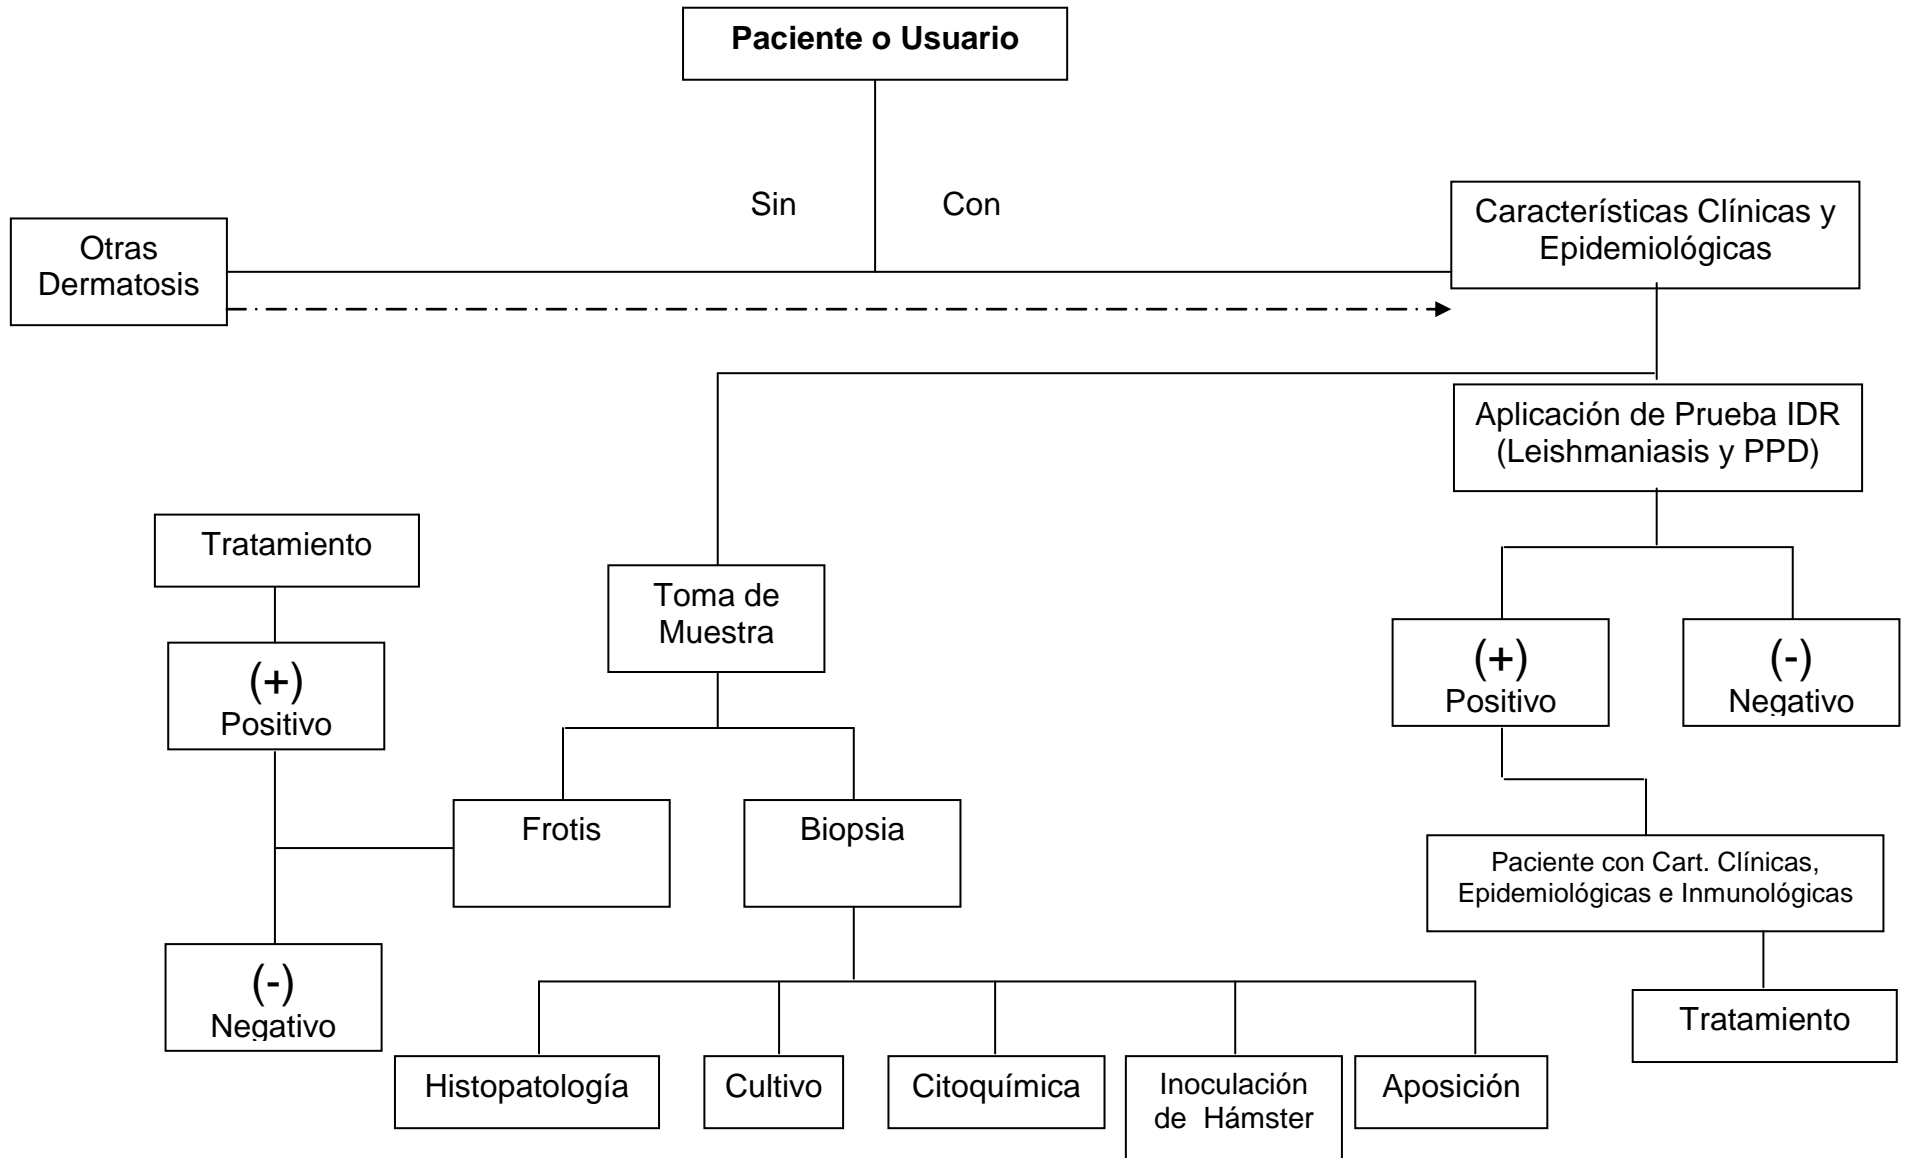 Paciente o Usuario
Sin
Con
Características Clínicas y
Epidemiológicas
Otras
Dermatosis
Aplicación de Prueba IDR
(Leishmaniasis y PPD)
Tratamiento
Toma de
Muestra
(+)
Positivo
(+)
Positivo
(-)
Negativo
Frotis
Biopsia
Paciente con Cart. Clínicas,
Epidemiológicas e Inmunológicas
(-)
Negativo
Tratamiento
Histopatología
Cultivo
Citoquímica
Inoculación
de Hámster
Aposición